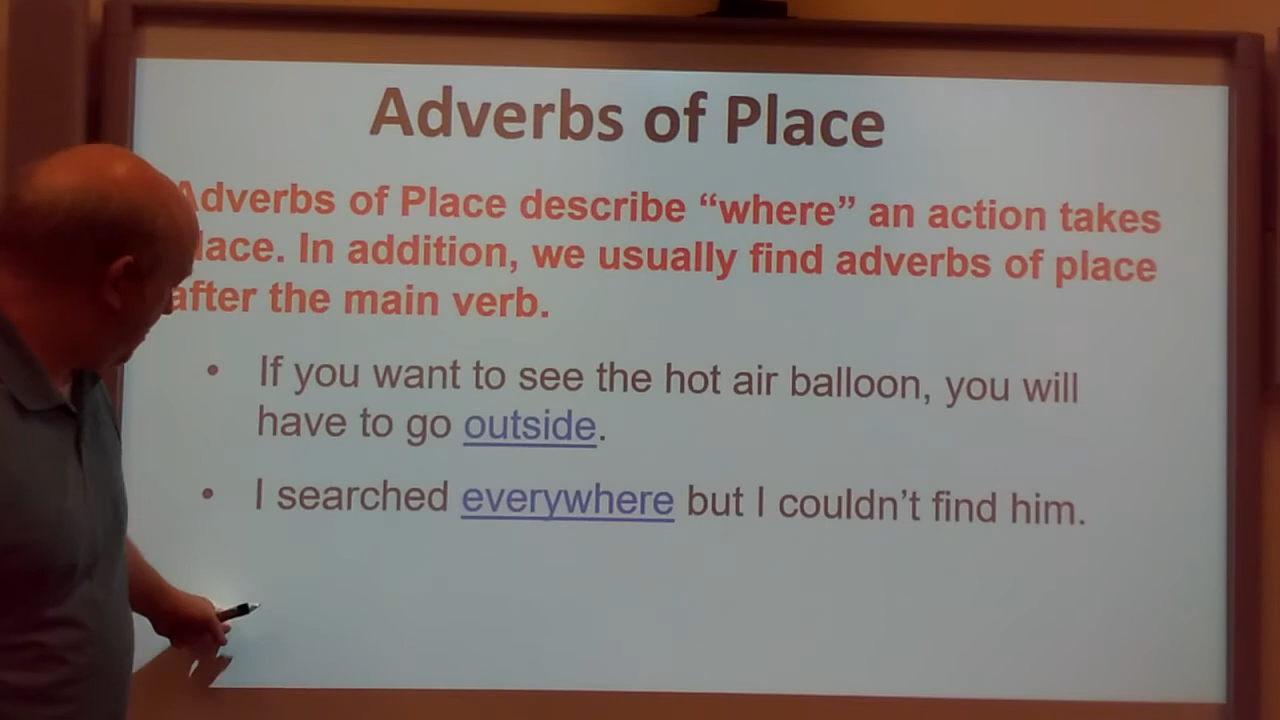 Adverbs of Place
Adverbs of Place describe “where” an action takes
lace. In addition, we usually find adverbs of place
after the main verb.
• If you want to see the hot air balloon, you will
have to go outside.
• I searched everywhere but I couldn’t find him.